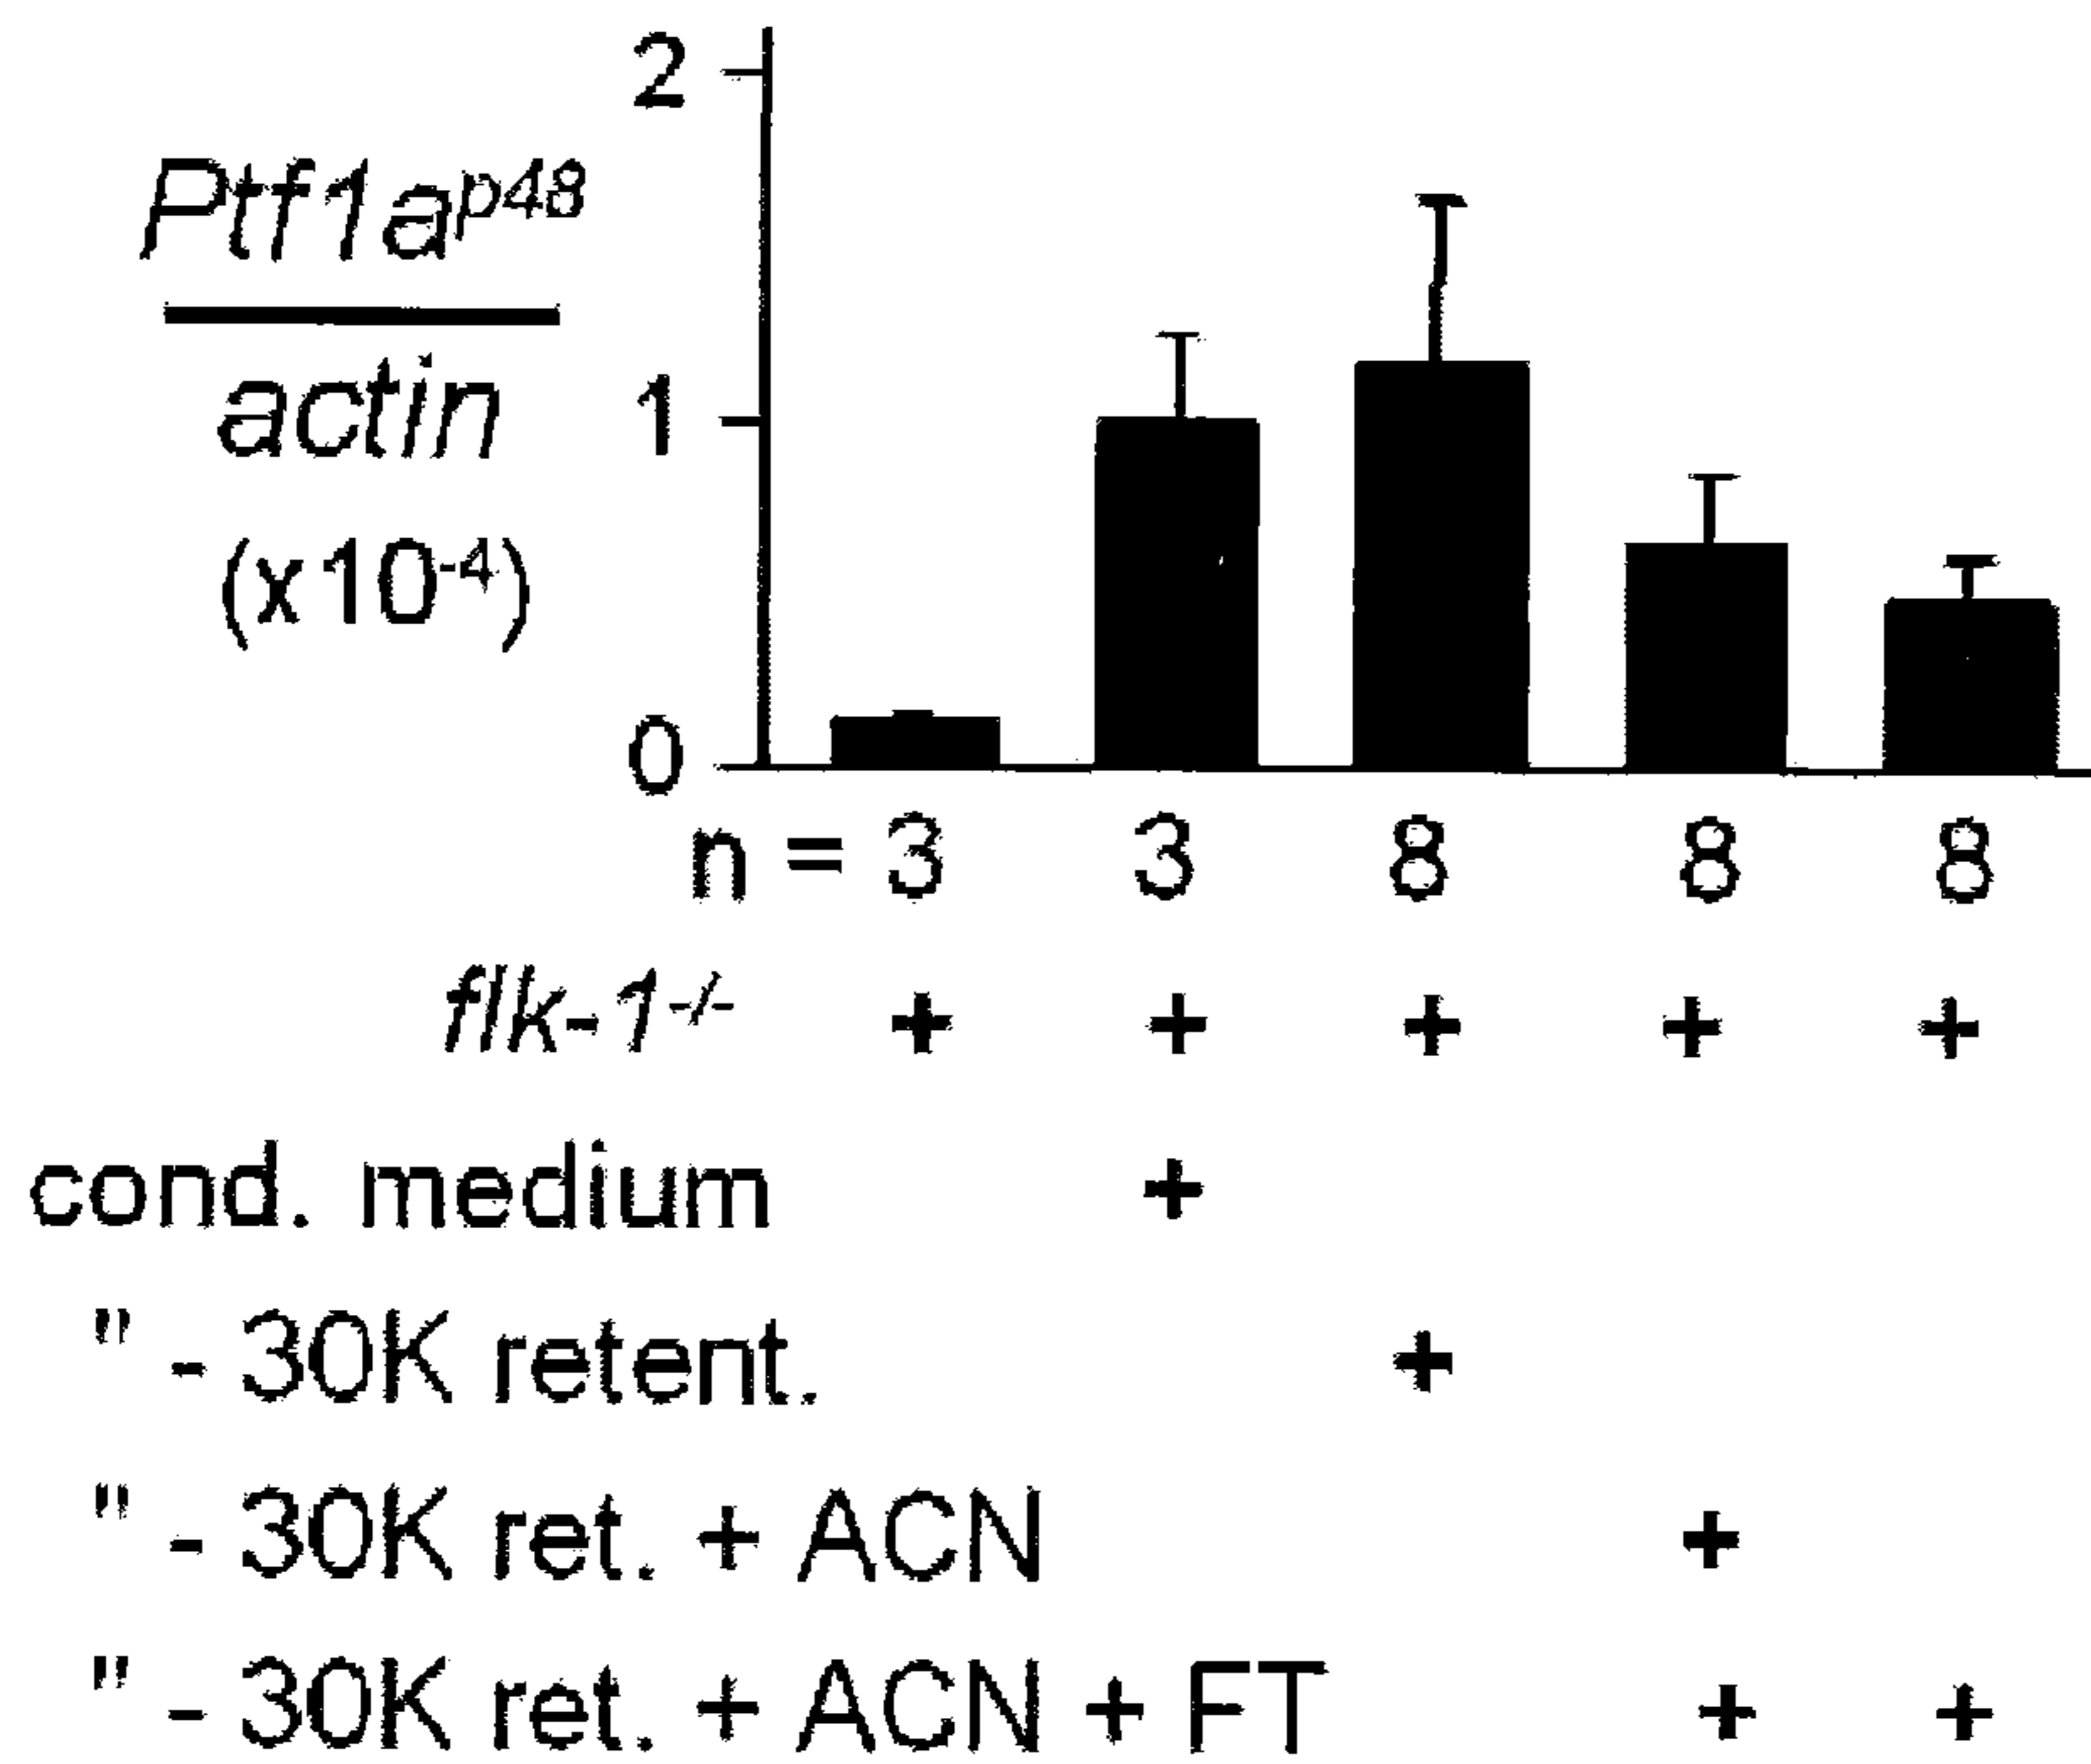 2
Ptf1a^p48
actin
1
(x10^-4)
0
n = 3 3 8 8 8
flk-1^-/- + + + + +
cond. medium +
" - 30K retent. +
" - 30K ret. + ACN +
" - 30K ret. + ACN + FT + +